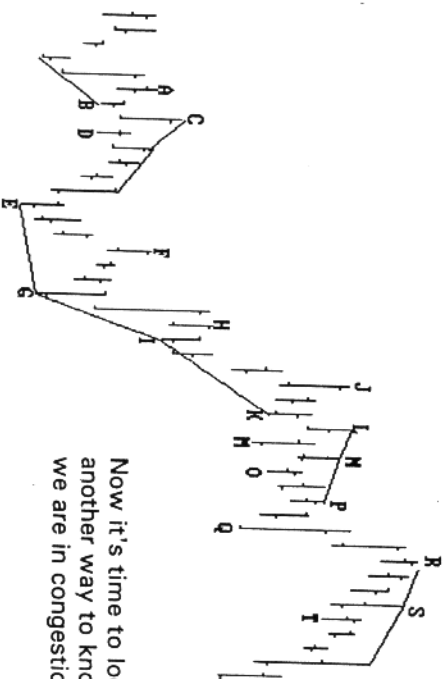 A
B
C
D
E
F
G
H
I
J
K
L
M
N
O
P
Q
R
S
T
Now it's time to lo
another way to kno
we are in congestio